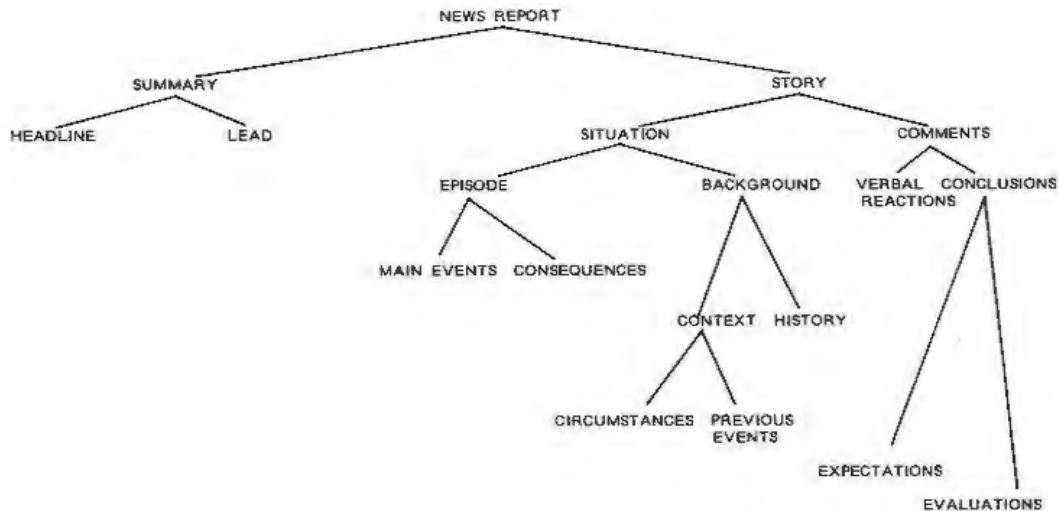 NEWS REPORT
SUMMARY
STORY
HEADLINE
LEAD
SITUATION
COMMENTS
EPISODE
BACKGROUND
VERBAL
REACTIONS
CONCLUSIONS
MAIN EVENTS
CONSEQUENCES
CONTEXT
HISTORY
CIRCUMSTANCES
PREVIOUS
EVENTS
EXPECTATIONS
EVALUATIONS